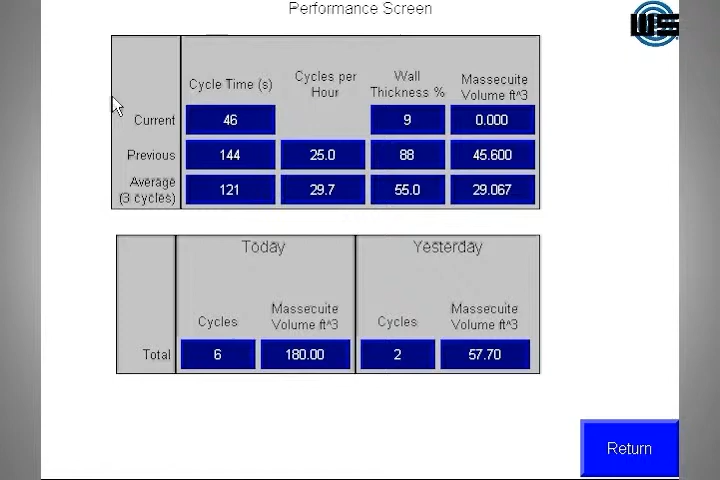 Performance Screen
WS
Cycle Time (s)
Cycles per
Hour
Wall
Thickness %
Massecuite
Volume ft^3
Current 46 9 0.000
Previous 144 25.0 88 45.600
Average
(3 cycles) 121 29.7 55.0 29.067
Today Yesterday
Cycles
Massecuite
Volume ft^3
Cycles
Massecuite
Volume ft^3
Total 6 180.00 2 57.70
Return